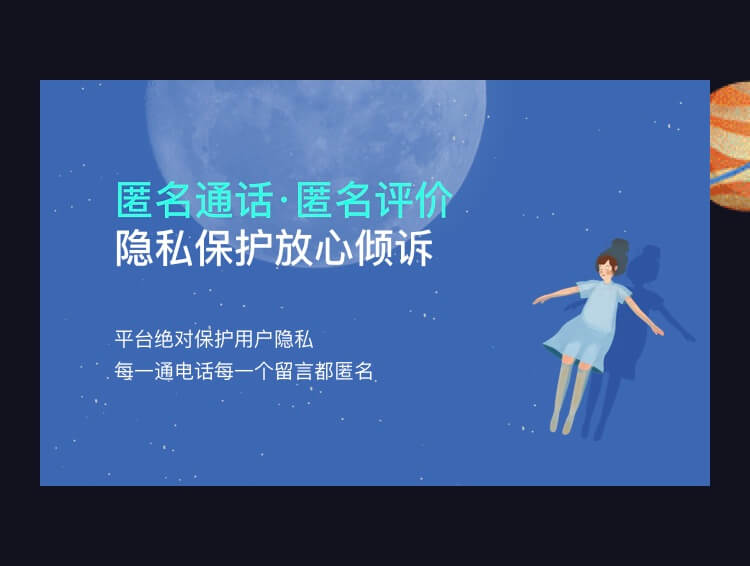 匿名通话·匿名评价
隐私保护放心倾诉
平台绝对保护用户隐私
每一通电话每一个留言都匿名